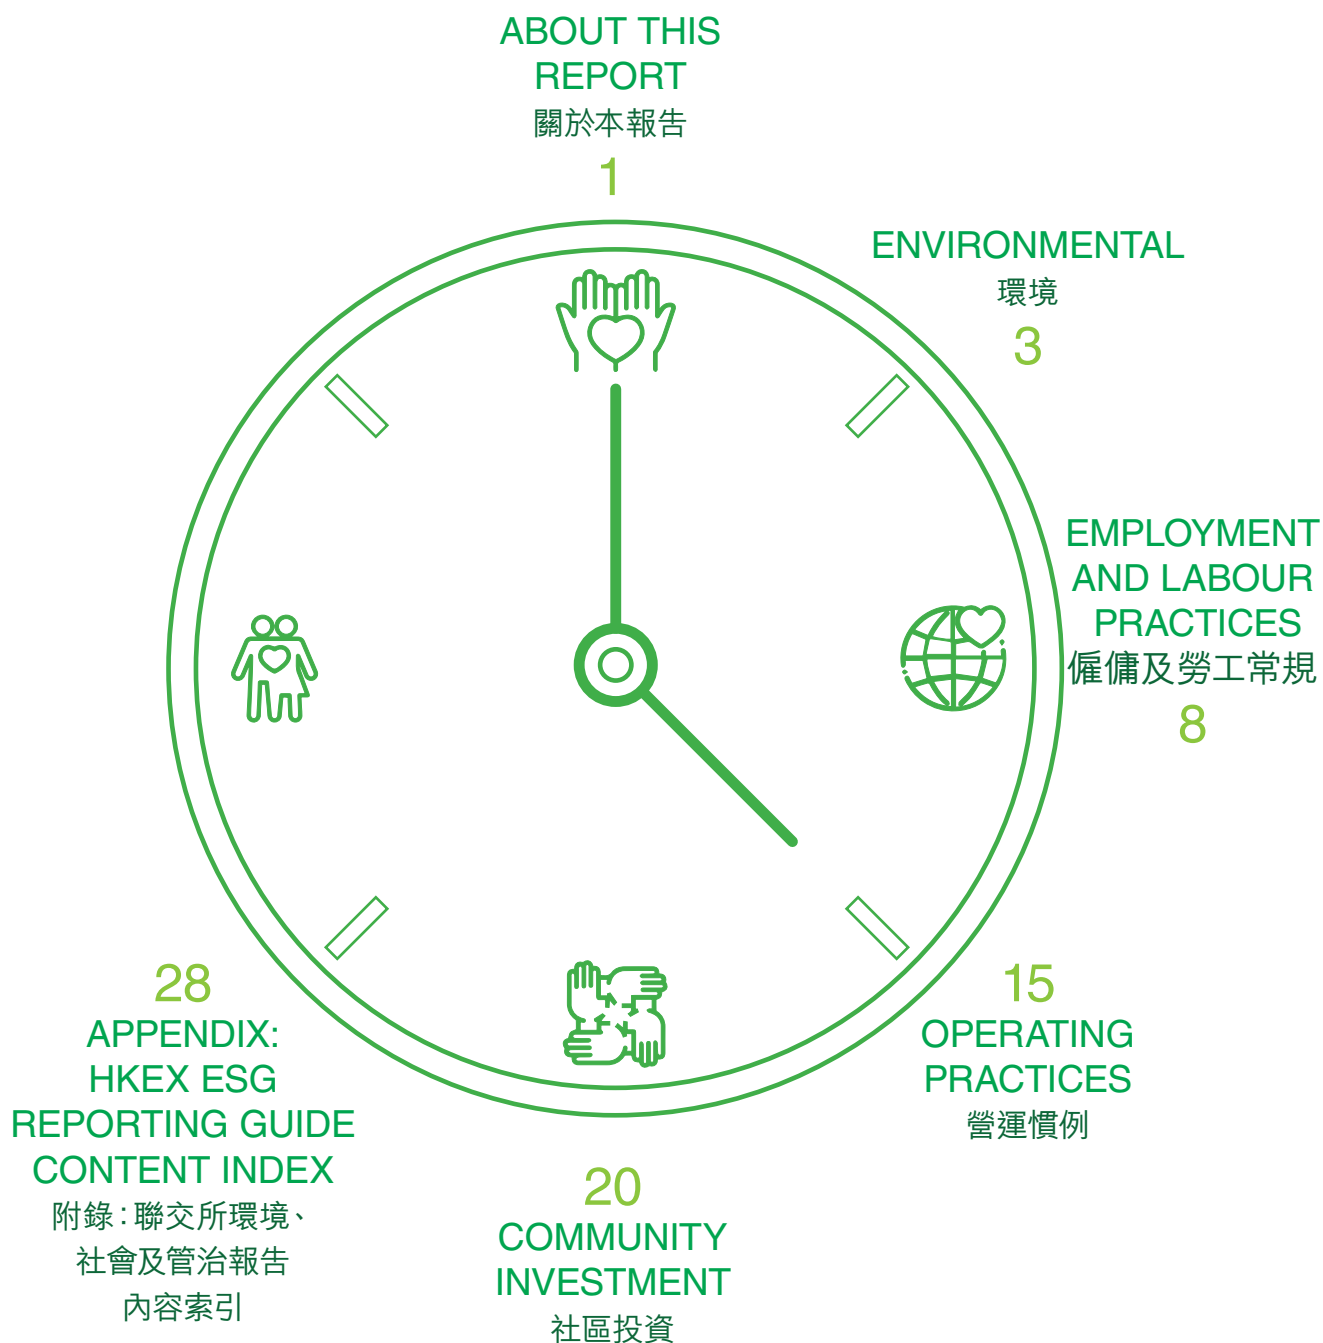 ABOUT THIS
REPORT
關於本報告
1
ENVIRONMENTAL
環境
3
EMPLOYMENT
AND LABOUR
PRACTICES
僱傭及勞工常規
8
15
OPERATING
PRACTICES
營運慣例
20
COMMUNITY
INVESTMENT
社區投資
28
APPENDIX:
HKEX ESG
REPORTING GUIDE
CONTENT INDEX
附錄：聯交所環境、
社會及管治報告
內容索引